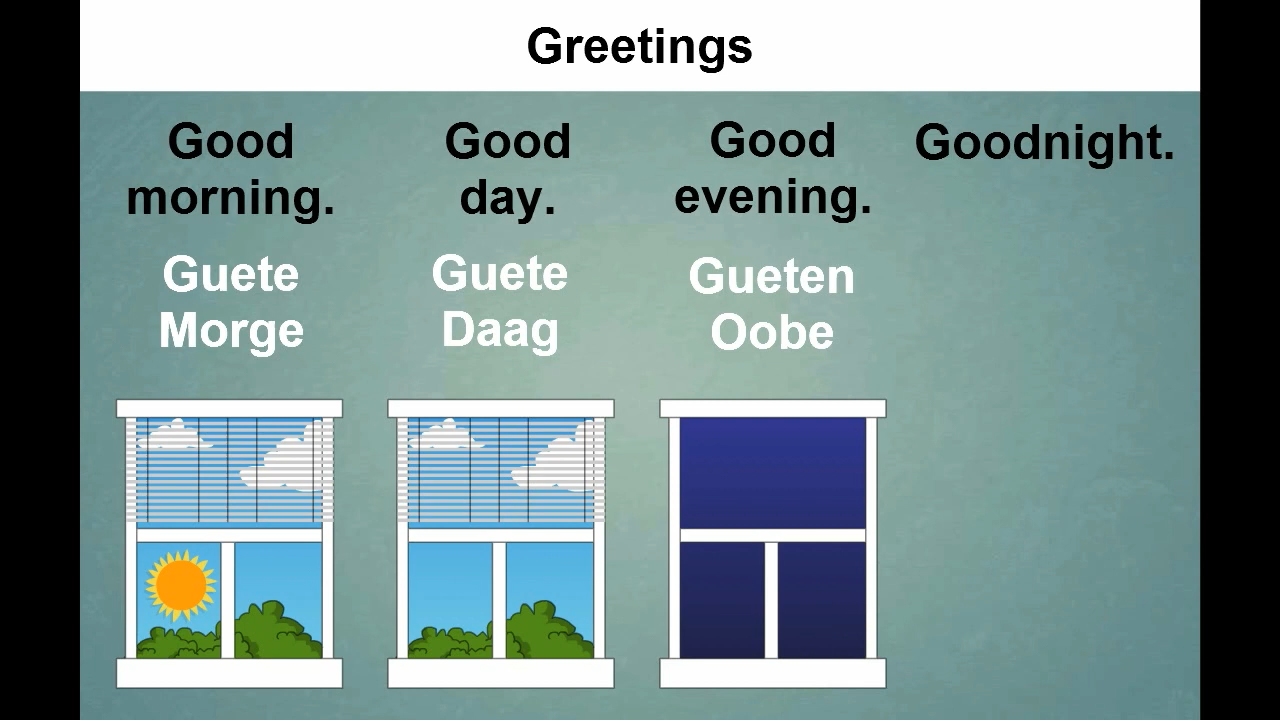 Greetings
Good
morning.
Good
day.
Good
evening.
Goodnight.
Guete
Morge
Guete
Daag
Gueten
Oobe